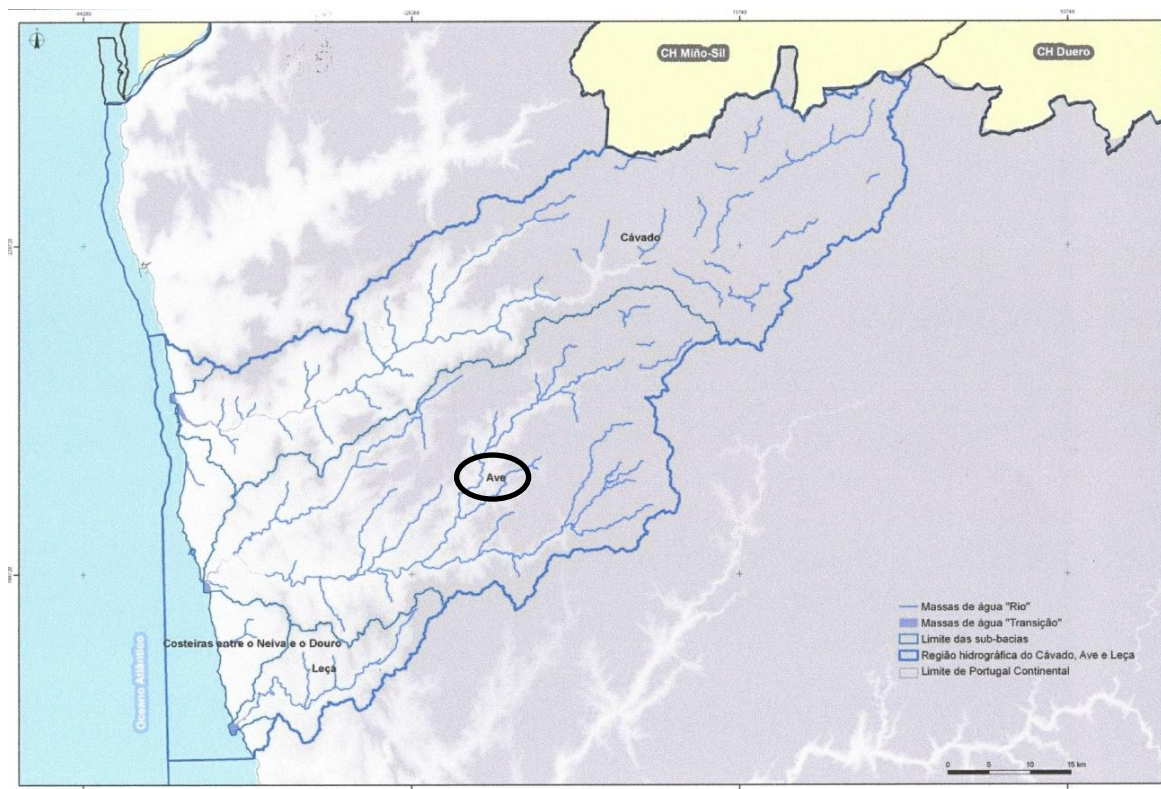 CH Miño-Sil
CH Duero
Cávado
Ave
Costeiras entre o Neiva e o Douro
Leça
Oceano Atlântico
Massas de água "Rio"
Massas de água "Transição"
Limite das sub-bacias
Região hidrográfica do Cávado, Ave e Leça
Limite de Portugal Continental
0 5 10 15 km